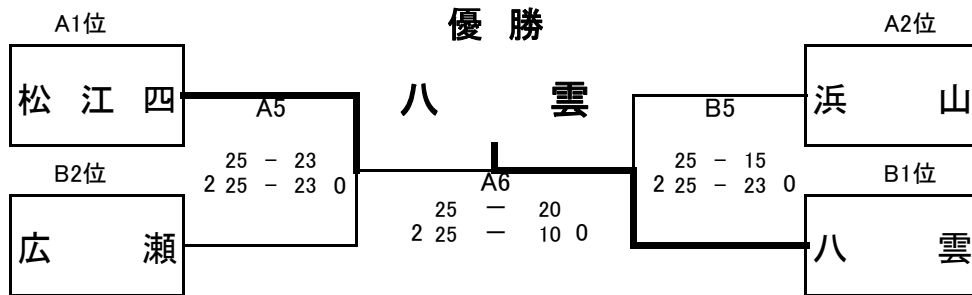 A1位
優 勝
A2位
松 江 四
A5
八 雲
B5
浜 山
25 － 23
2 25 － 23 0
25 － 15
2 25 － 23 0
B2位
A6
B1位
25 － 20
2 25 － 10 0
広 瀬
八 雲